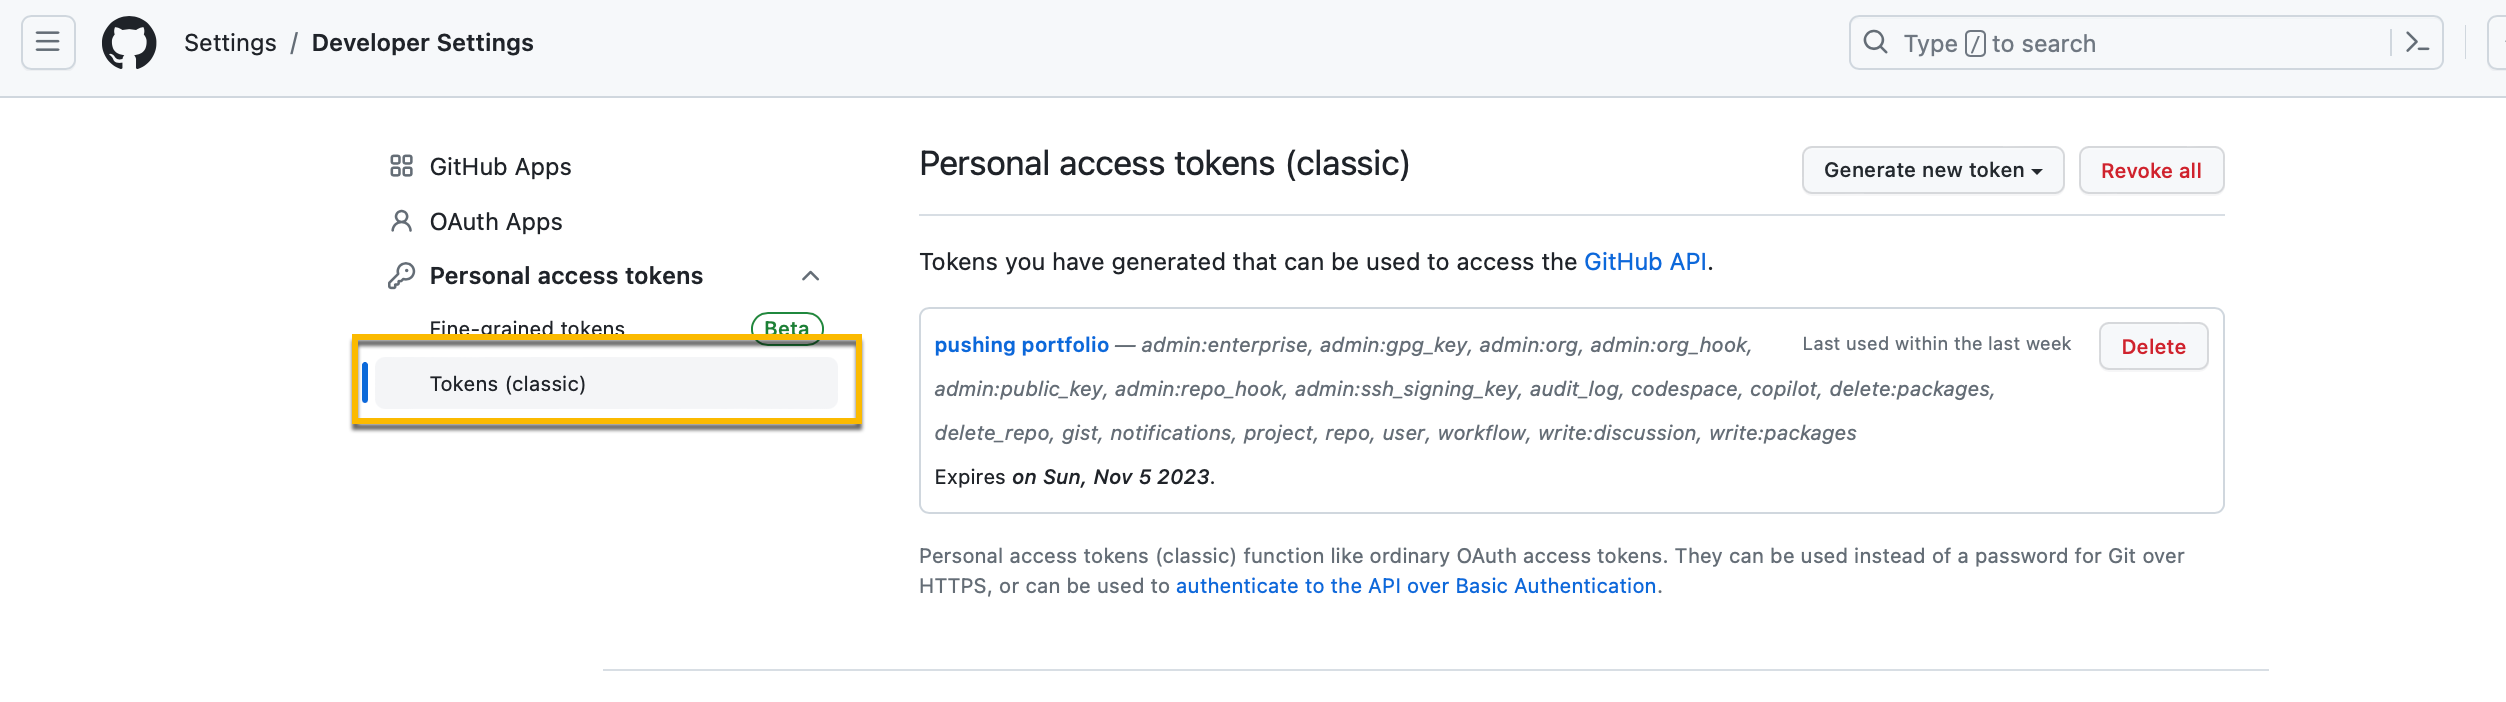 Settings / Developer Settings
Type / to search
GitHub Apps
OAuth Apps
Personal access tokens
Fine-grained tokens Beta
Tokens (classic)
Personal access tokens (classic)
Generate new token
Revoke all
Tokens you have generated that can be used to access the GitHub API.
pushing portfolio — admin:enterprise, admin:gpg_key, admin:org, admin:org_hook,
admin:public_key, admin:repo_hook, admin:ssh_signing_key, audit_log, codespace, copilot, delete:packages,
delete_repo, gist, notifications, project, repo, user, workflow, write:discussion, write:packages
Last used within the last week
Delete
Expires on Sun, Nov 5 2023.
Personal access tokens (classic) function like ordinary OAuth access tokens. They can be used instead of a password for Git over
HTTPS, or can be used to authenticate to the API over Basic Authentication.